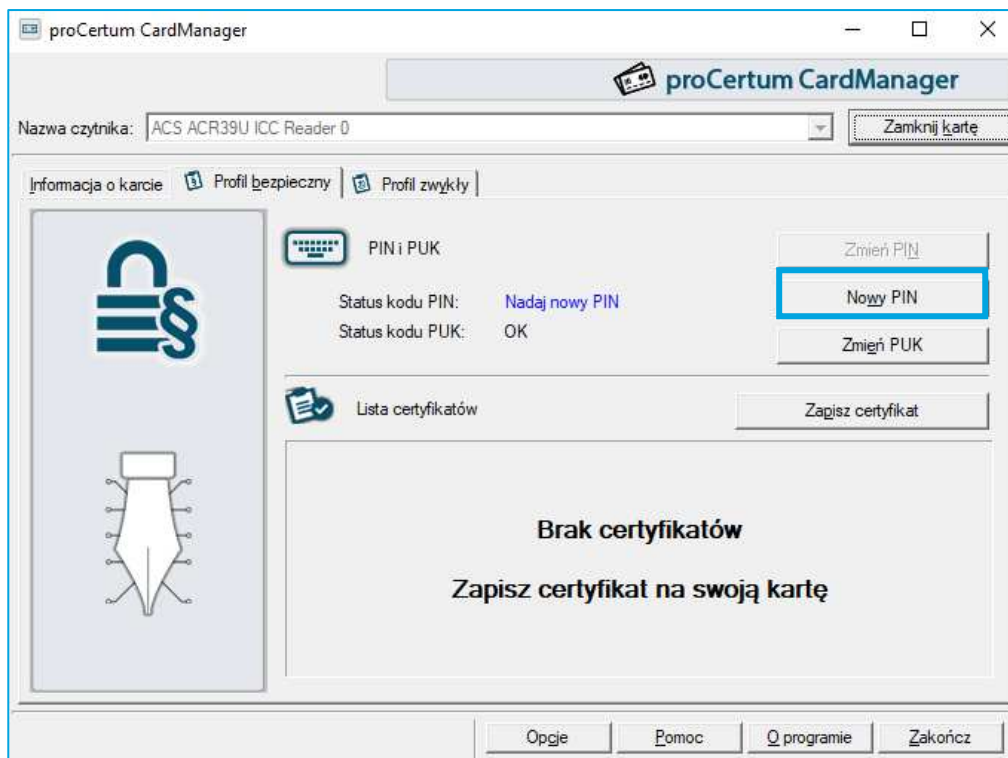 proCertum CardManager
proCertum CardManager
Nazwa czytnika: ACS ACR39U ICC Reader 0 Zamknij kartę
Informacja o karcie Profil bezpieczny Profil zwykły
PIN i PUK Zmień PIN
Status kodu PIN: Nadaj nowy PIN Nowy PIN
Status kodu PUK: OK Zmień PUK
Lista certyfikatów Zapisz certyfikat
Brak certyfikatów
Zapisz certyfikat na swoją kartę
Opcje Pomoc O programie Zakończ